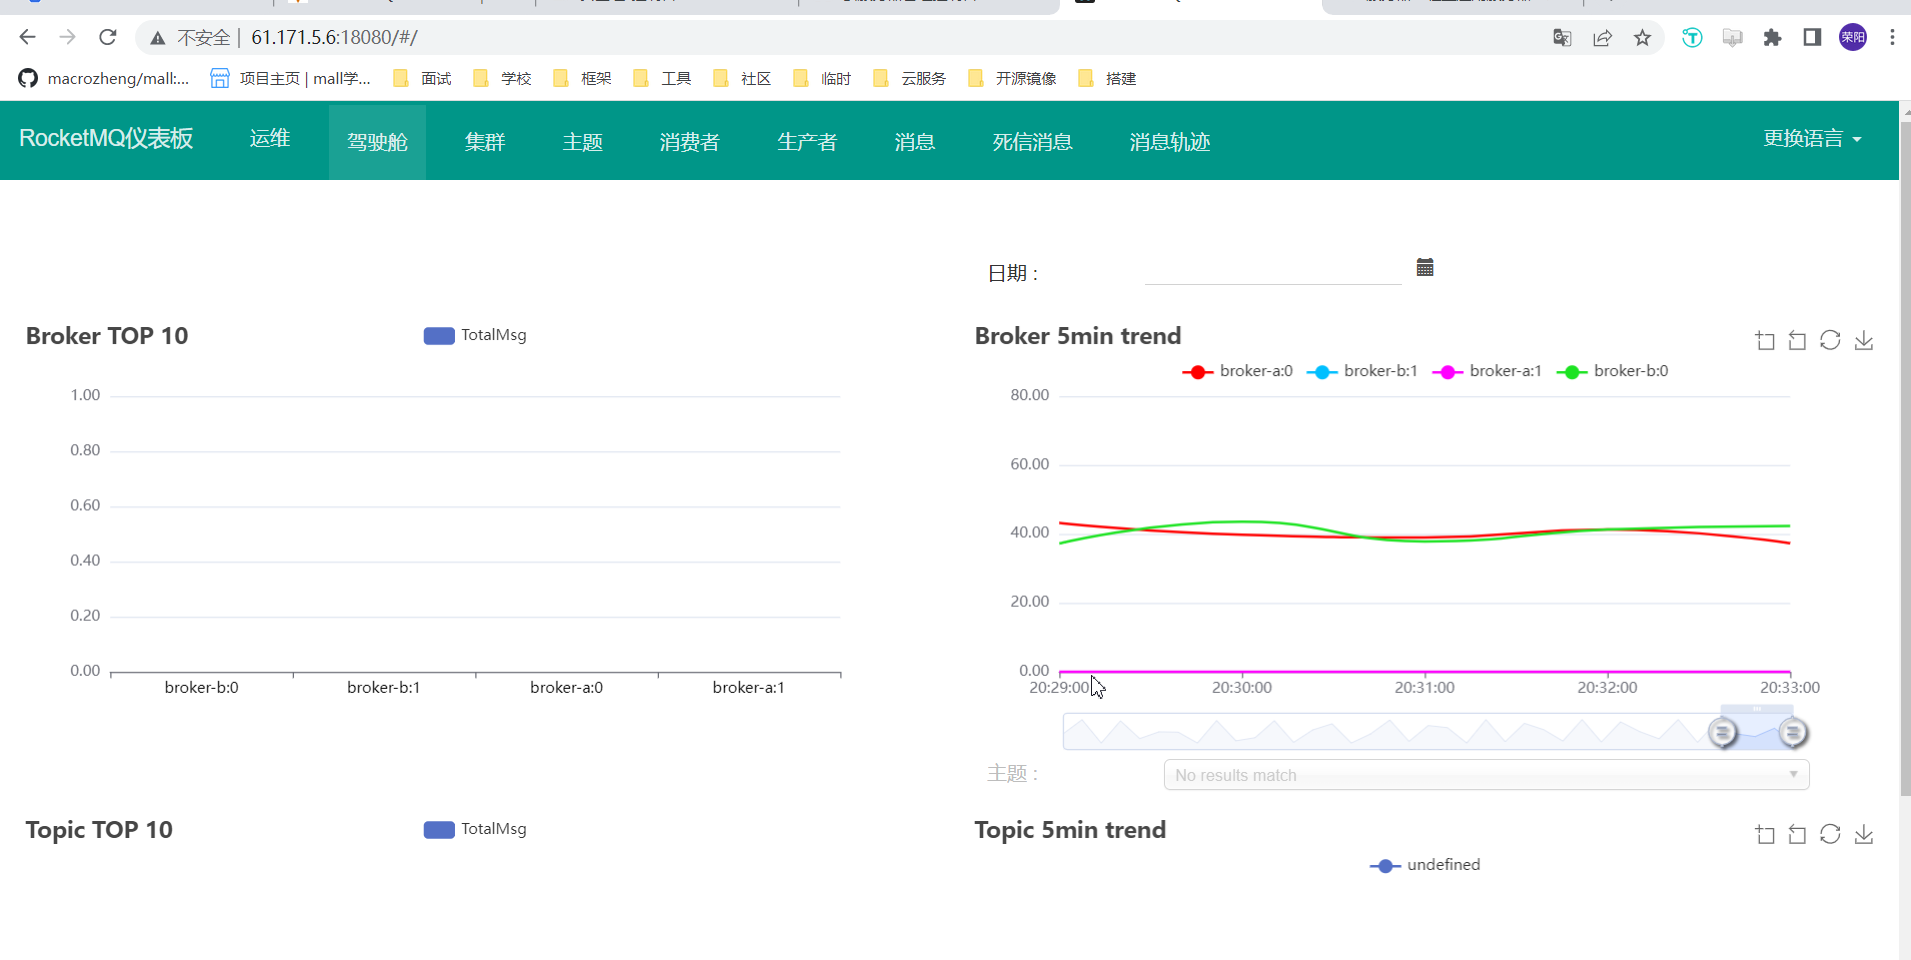 不安全 | 61.171.5.6:18080/#/
荣阳
macrozheng/mall:... 项目主页 | mall学... 面试 学校 框架 工具 社区 临时 云服务 开源镜像 搭建
RocketMQ仪表板 运维 驾驶舱 集群 主题 消费者 生产者 消息 死信消息 消息轨迹 更换语言
日期 :
Broker TOP 10
TotalMsg
1.00
0.80
0.60
0.40
0.20
0.00
broker-b:0 broker-b:1 broker-a:0 broker-a:1
Broker 5min trend
broker-a:0 broker-b:1 broker-a:1 broker-b:0
80.00
60.00
40.00
20.00
0.00
20:29:00 20:30:00 20:31:00 20:32:00 20:33:00
主题 :
No results match
Topic TOP 10
TotalMsg
Topic 5min trend
undefined